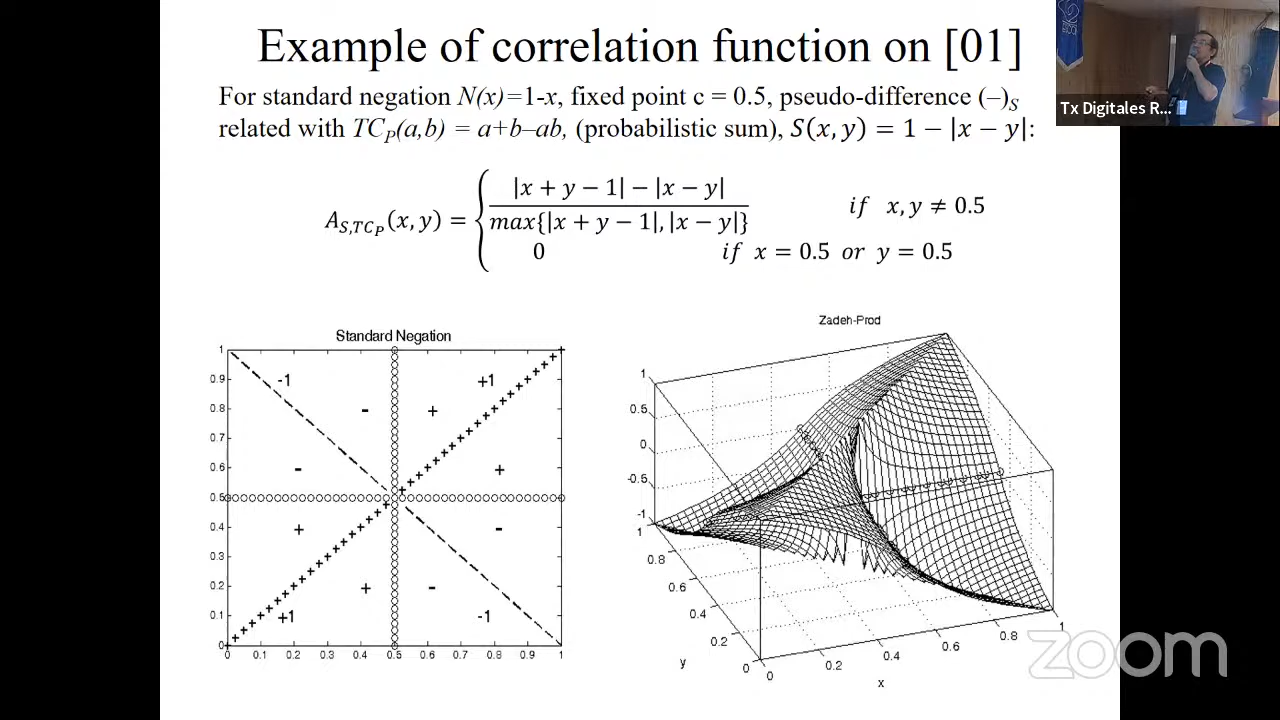 Example of correlation function on [01]
Tx Digitales R...
For standard negation N(x)=1-x, fixed point c = 0.5, pseudo-difference (–)S
related with TCP(a,b) = a+b–ab, (probabilistic sum), S(x, y) = 1 − |x − y|:
|x + y − 1| − |x − y|
if x, y ≠ 0.5
A_{S,TC_P}(x, y) = {
max{|x + y − 1|, |x − y|}
0 if x = 0.5 or y = 0.5
Standard Negation
1
0.9
0.8
0.7
0.6
0.5
0.4
0.3
0.2
0.1
0
-1 +1
- +
- +
+ -
+ -
+1 -1
0 0.1 0.2 0.3 0.4 0.5 0.6 0.7 0.8 0.9 1
Zadeh-Prod
1
0.5
0
-0.5
-1
1
0.8
0.6
0.4
0.2
0
y
0 0.2 0.4 0.6 0.8 1
x
zoom